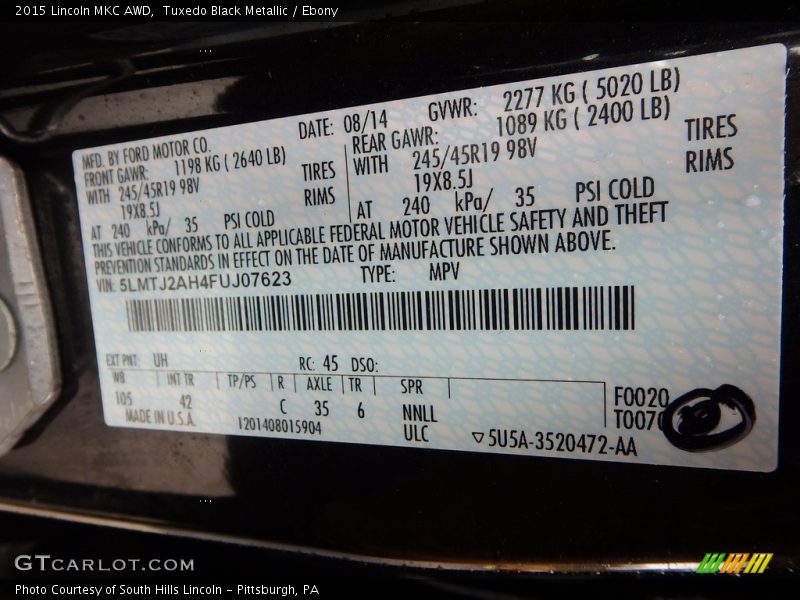 2015 Lincoln MKC AWD, Tuxedo Black Metallic / Ebony
MFD. BY FORD MOTOR CO. DATE: 08/14 GVWR: 2277 KG ( 5020 LB)
FRONT GAWR: REAR GAWR: 1089 KG ( 2400 LB)
1198 KG ( 2640 LB) TIRES WITH 245/45R19 98V TIRES
WITH 245/45R19 98V RIMS 19X8.5J RIMS
19X8.5J AT 240 kPa/ 35 PSI COLD
AT 240 kPa/ 35 PSI COLD
THIS VEHICLE CONFORMS TO ALL APPLICABLE FEDERAL MOTOR VEHICLE SAFETY AND THEFT
PREVENTION STANDARDS IN EFFECT ON THE DATE OF MANUFACTURE SHOWN ABOVE.
VIN: 5LMTJ2AH4FUJ07623 TYPE: MPV
EXT PNT: UH RC: 45 DSO:
WB INT TR TP/PS R AXLE TR SPR
105 42 C 35 6 NNLL F0020
MADE IN U.S.A. 1201408015904 ULC T0070
5U5A-3520472-AA
GTCARLOT.COM
Photo Courtesy of South Hills Lincoln - Pittsburgh, PA